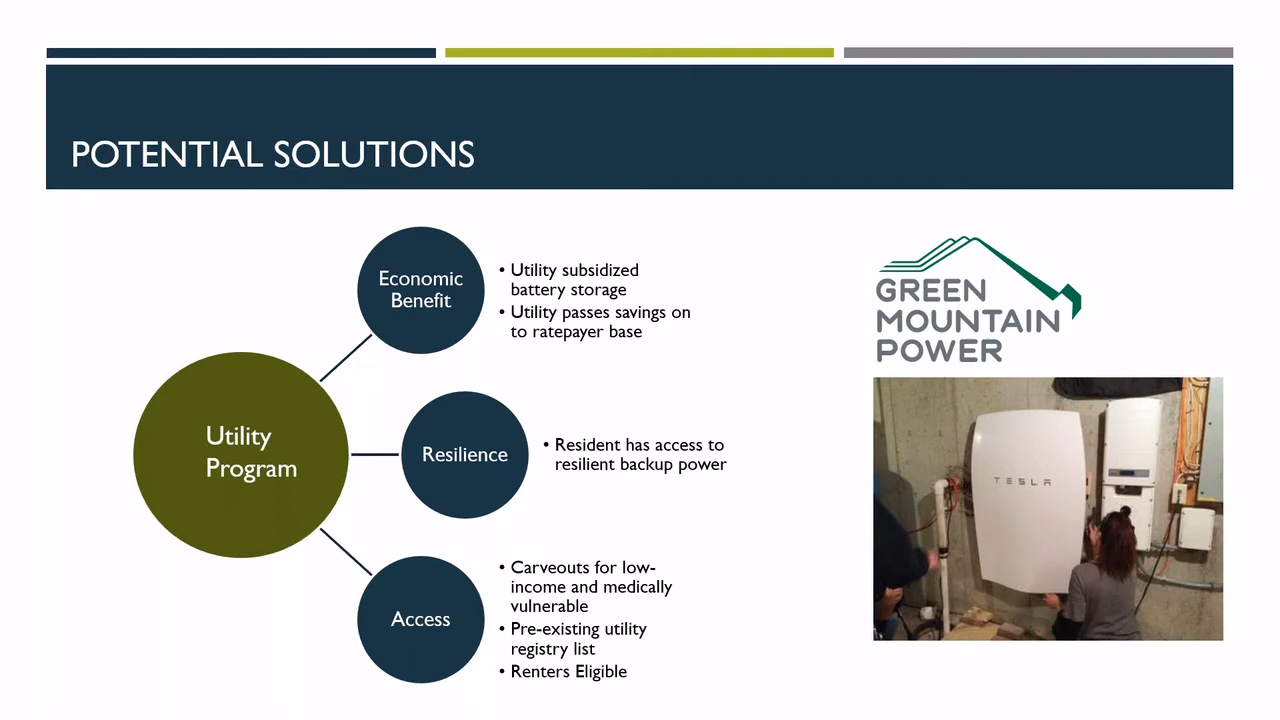 POTENTIAL SOLUTIONS
Utility
Program
Economic
Benefit
• Utility subsidized
battery storage
• Utility passes savings on
to ratepayer base
Resilience
• Resident has access to
resilient backup power
Access
• Carveouts for low-
income and medically
vulnerable
• Pre-existing utility
registry list
• Renters Eligible
GREEN
MOUNTAIN
POWER
TESLA